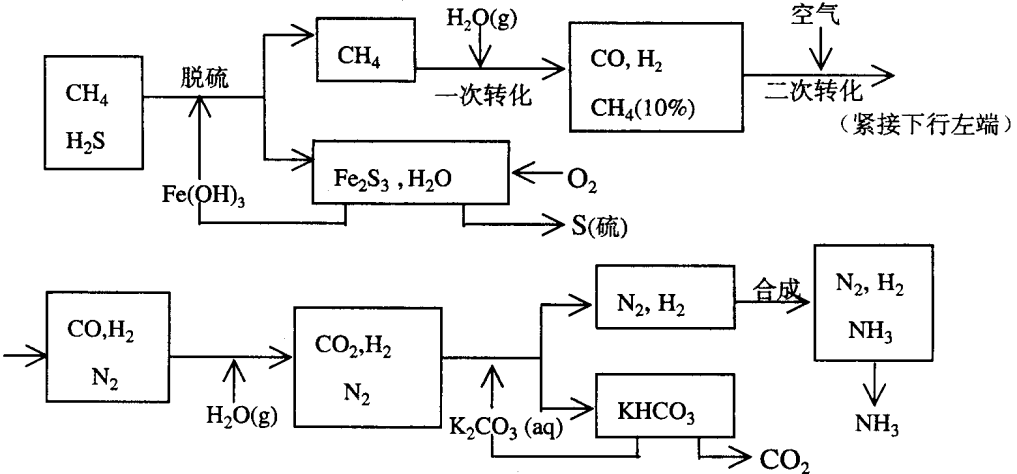 H₂O(g)
空气
CH₄
H₂S
脱硫
CH₄
一次转化
CO, H₂
CH₄(10%)
二次转化
（紧接下行左端）
Fe(OH)₃
Fe₂S₃ , H₂O
O₂
S(硫)
CO,H₂
N₂
H₂O(g)
CO₂,H₂
N₂
K₂CO₃ (aq)
N₂, H₂
合成
N₂, H₂
NH₃
KHCO₃
CO₂
NH₃